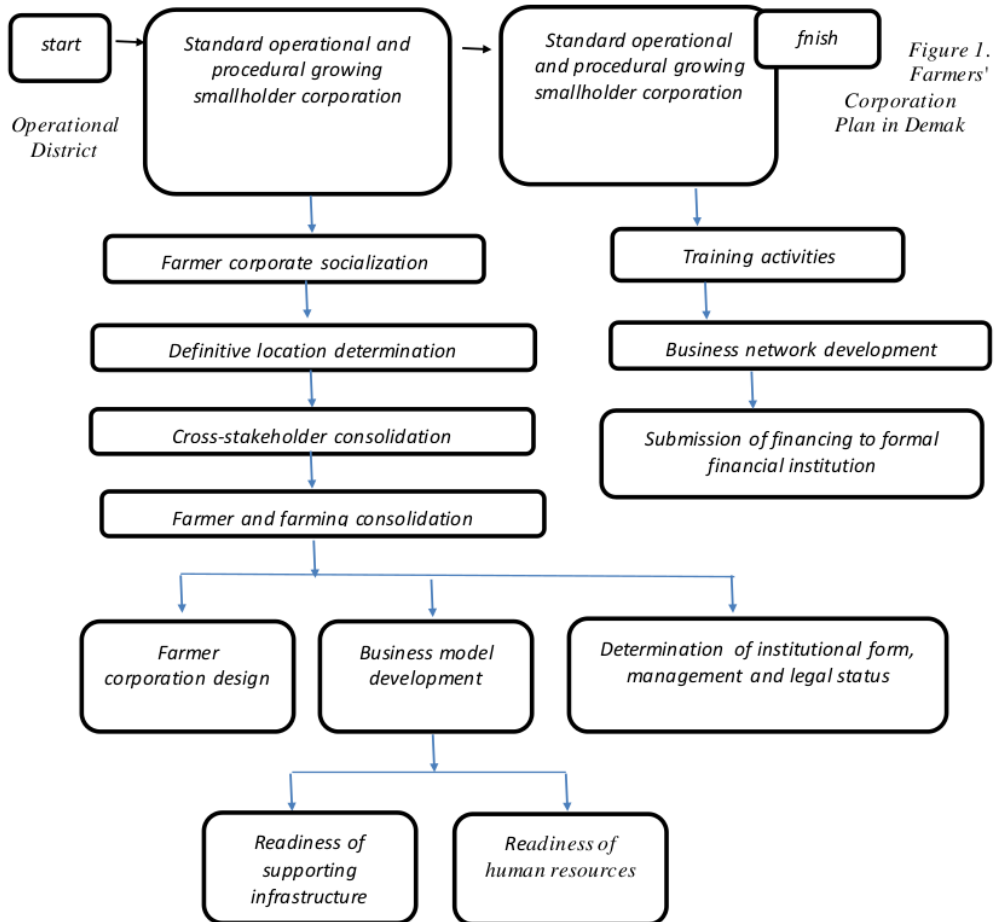 start
Standard operational and
procedural growing
smallholder corporation
Standard operational
and procedural growing
smallholder corporation
fnish
Figure 1.
Farmers'
Corporation
Plan in Demak
Operational
District
Farmer corporate socialization
Training activities
Definitive location determination
Business network development
Cross-stakeholder consolidation
Submission of financing to formal
financial institution
Farmer and farming consolidation
Farmer
corporation design
Business model
development
Determination of institutional form,
management and legal status
Readiness of
supporting
infrastructure
Readiness of
human resources